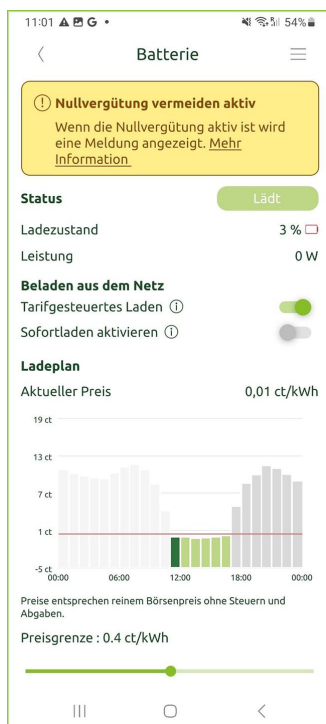 11:01 G • 54%
Batterie
Nullvergütung vermeiden aktiv
Wenn die Nullvergütung aktiv ist wird
eine Meldung angezeigt. Mehr
Information
Status Lädt
Ladezustand 3 %
Leistung 0 W
Beladen aus dem Netz
Tarifgesteuertes Laden
Sofortladen aktivieren
Ladeplan
Aktueller Preis 0,01 ct/kWh
19 ct
13 ct
7 ct
1 ct
-5 ct
00:00 06:00 12:00 18:00 00:00
Preise entsprechen reinem Börsenpreis ohne Steuern und
Abgaben.
Preisgrenze : 0.4 ct/kWh